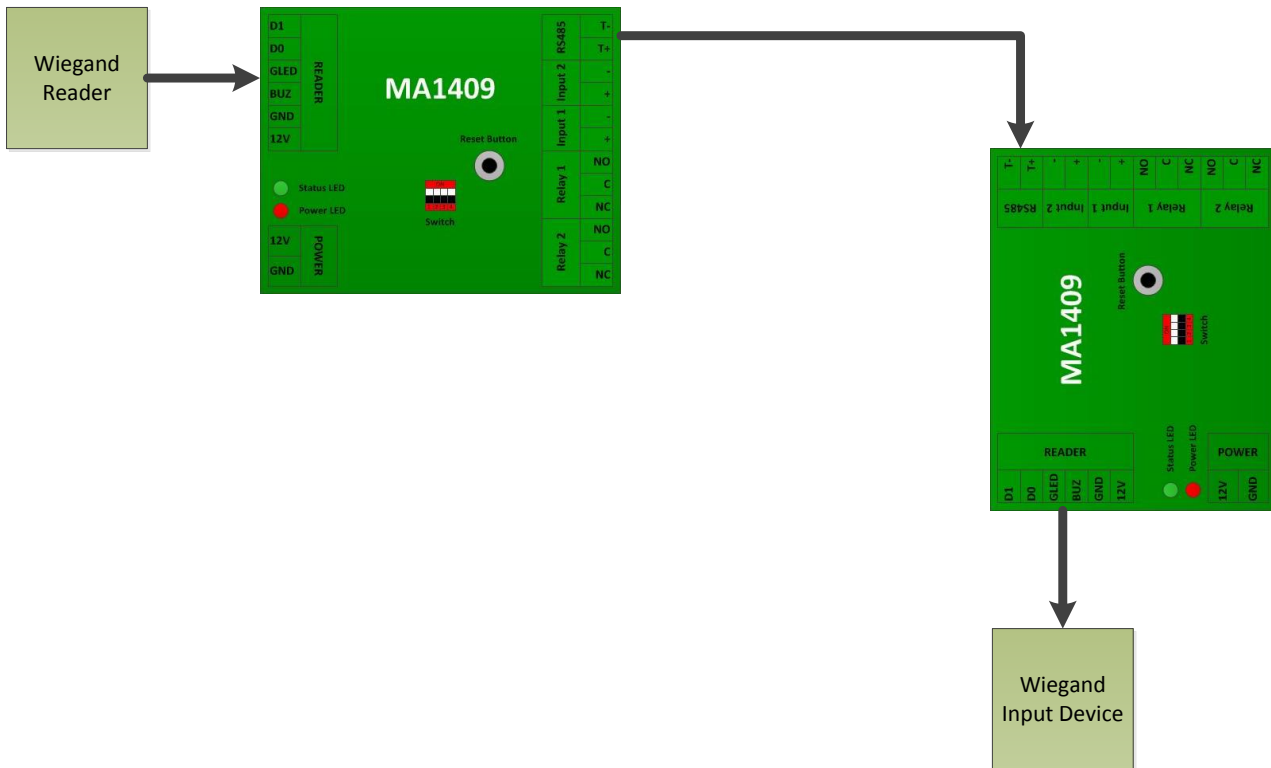 Wiegand
Reader
D1
D0
GLED
BUZ
GND
12V
READER
MA1409
Reset Button
Status LED
Power LED
Switch
12V
GND
POWER
RS485
T-
T+
Input 2
-
+
Input 1
-
+
Relay 1
NO
C
NC
Relay 2
NO
C
NC
T-
T+
-
+
-
+
NO
C
NC
NO
C
NC
RS485
Input 2
Input 1
Relay 1
Relay 2
Reset Button
MA1409
Switch
Status LED
Power LED
READER
POWER
D1
D0
GLED
BUZ
GND
12V
12V
GND
Wiegand
Input Device